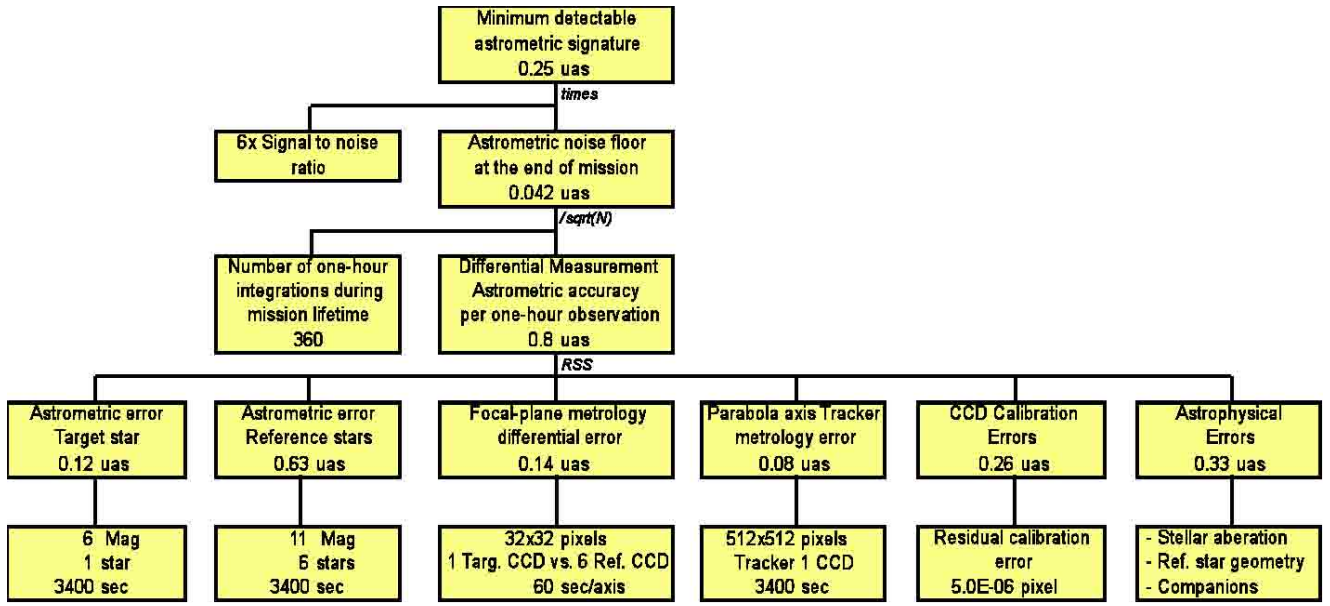 Minimum detectable
astrometric signature
0.25 uas
times
6x Signal to noise
ratio
Astrometric noise floor
at the end of mission
0.042 uas
/sqrt(N)
Number of one-hour
integrations during
mission lifetime
360
Differential Measurement
Astrometric accuracy
per one-hour observation
0.8 uas
RSS
Astrometric error
Target star
0.12 uas
Astrometric error
Reference stars
0.63 uas
Focal-plane metrology
differential error
0.14 uas
Parabola axis Tracker
metrology error
0.08 uas
CCD Calibration
Errors
0.26 uas
Astrophysical
Errors
0.33 uas
6 Mag
1 star
3400 sec
11 Mag
6 stars
3400 sec
32x32 pixels
1 Targ. CCD vs. 6 Ref. CCD
60 sec/axis
512x512 pixels
Tracker 1 CCD
3400 sec
Residual calibration
error
5.0E-06 pixel
- Stellar aberration
- Ref. star geometry
- Companions